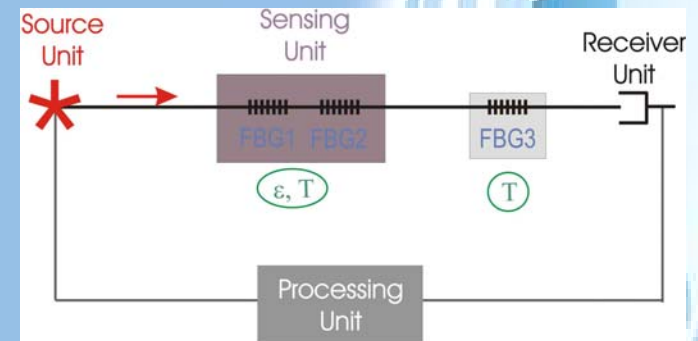 Source
Unit
Sensing
Unit
Receiver
Unit
FBG1 FBG2
FBG3
ε, T
T
Processing
Unit